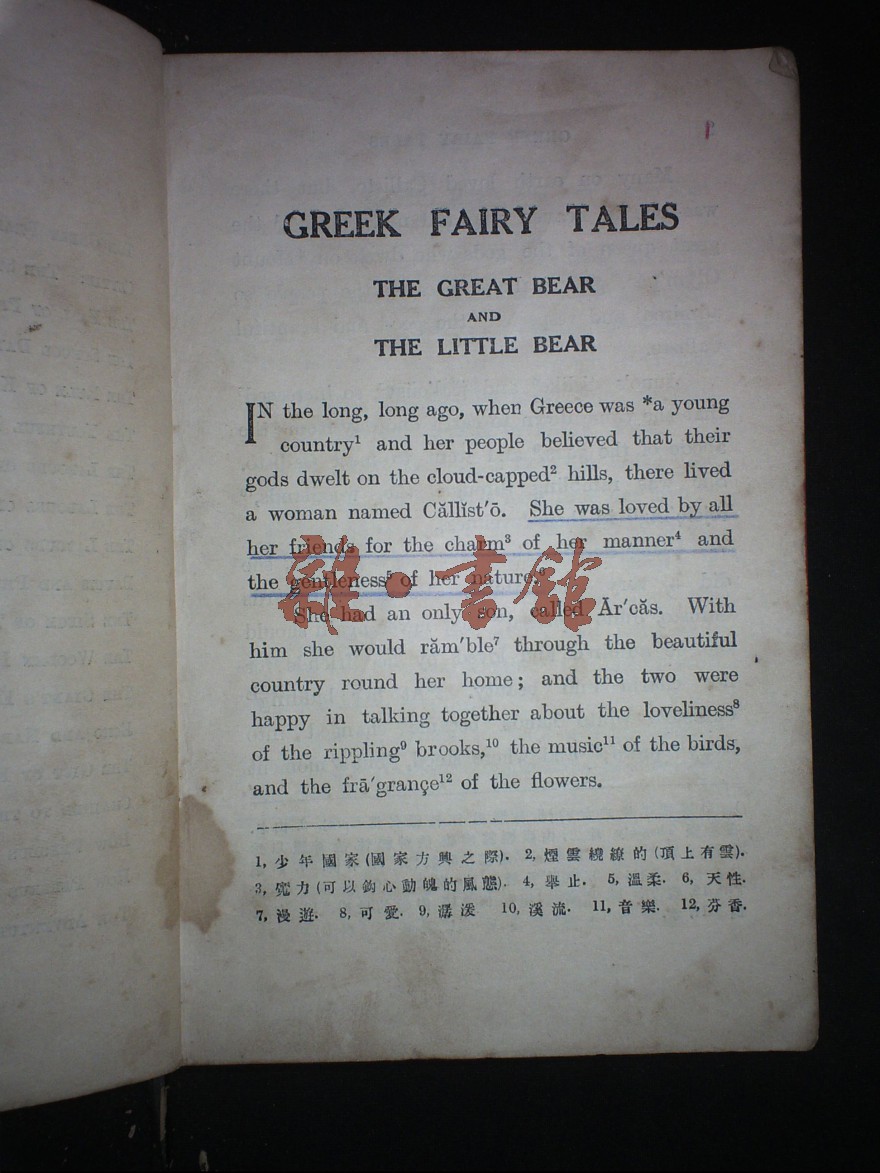 GREEK FAIRY TALES
THE GREAT BEAR
AND
THE LITTLE BEAR
IN the long, long ago, when Greece was *a young
country¹ and her people believed that their
gods dwelt on the cloud-capped² hills, there lived
a woman named Căllĭst′ō. She was loved by all
her friends for the charm³ of her manner⁴ and
the gentleness⁵ of her nature.⁶
She had an only son, called Är′căs. With
him she would răm′ble⁷ through the beautiful
country round her home; and the two were
happy in talking together about the loveliness⁸
of the rippling⁹ brooks,¹⁰ the music¹¹ of the birds,
and the frā′grançe¹² of the flowers.
1, 少年國家(國家方興之際). 2, 煙雲繞繚的(頂上有雲).
3, 魔力(可以鈎心動魄的風態). 4, 舉止. 5, 溫柔. 6, 天性.
7, 漫遊. 8, 可愛. 9, 潺湲 10, 溪流. 11, 音樂. 12, 芬香.
雜·書館